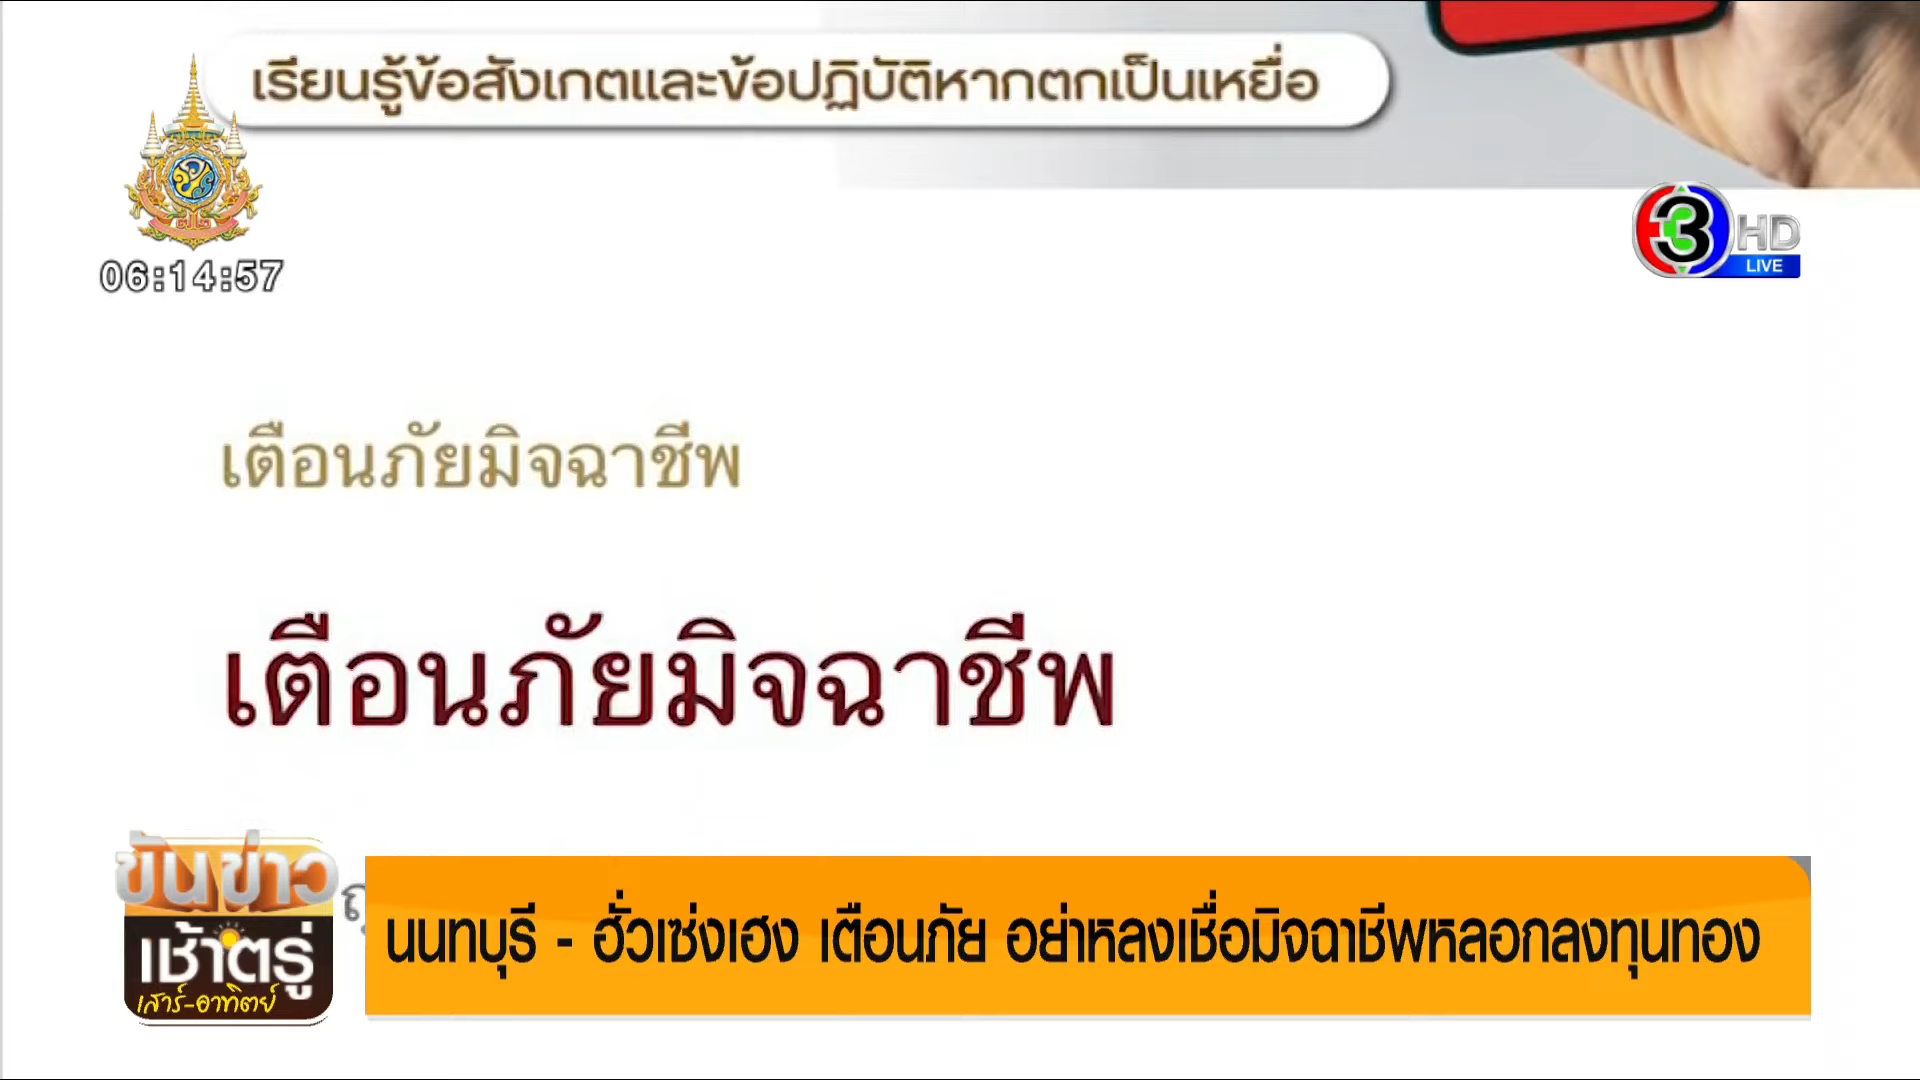 เรียนรู้ข้อสังเกตและข้อปฏิบัติหากตกเป็นเหยื่อ
06:14:57
3 HD
LIVE
เตือนภัยมิจฉาชีพ
เตือนภัยมิจฉาชีพ
ขันข่าว
เช้าตรู่
เสาร์-อาทิตย์
นนทบุรี - ฮั่วเซ่งเฮง เตือนภัย อย่าหลงเชื่อมิจฉาชีพหลอกลงทุนทอง